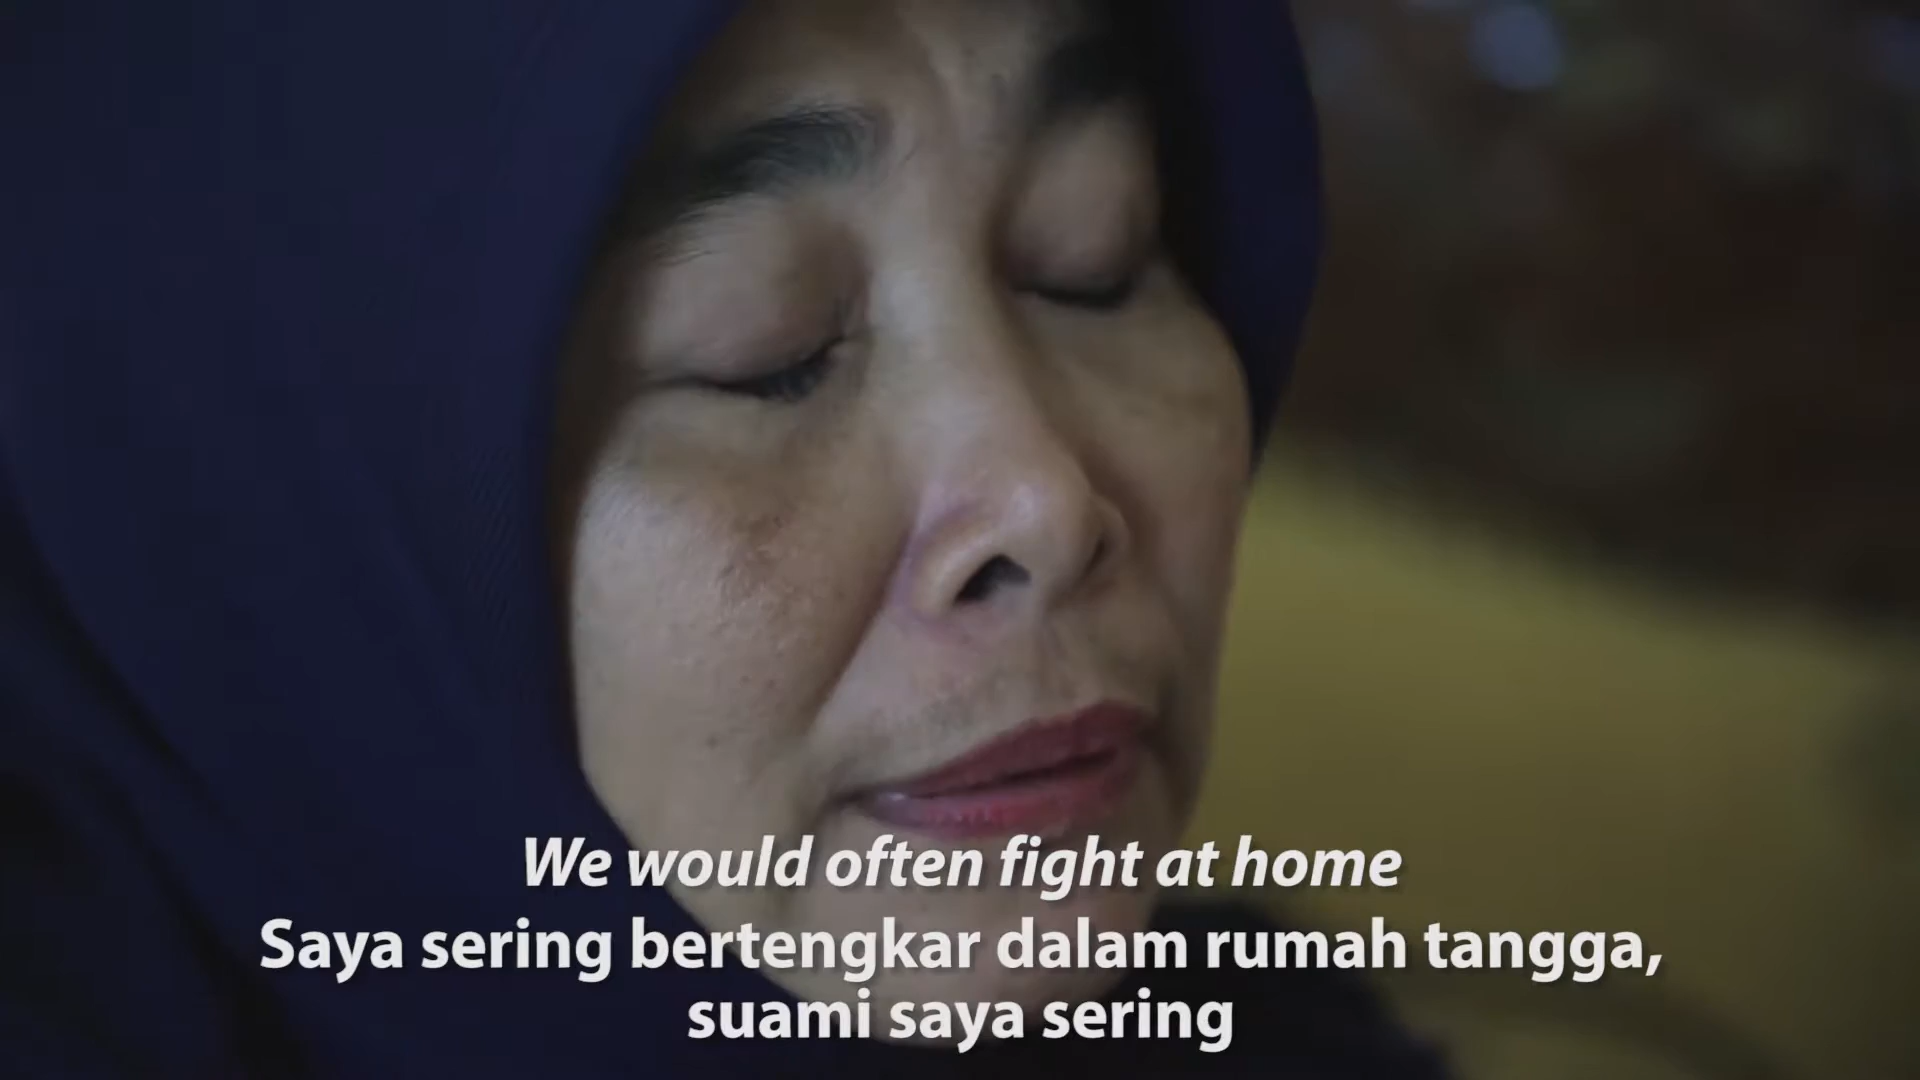 We would often fight at home
Saya sering bertengkar dalam rumah tangga,
suami saya sering